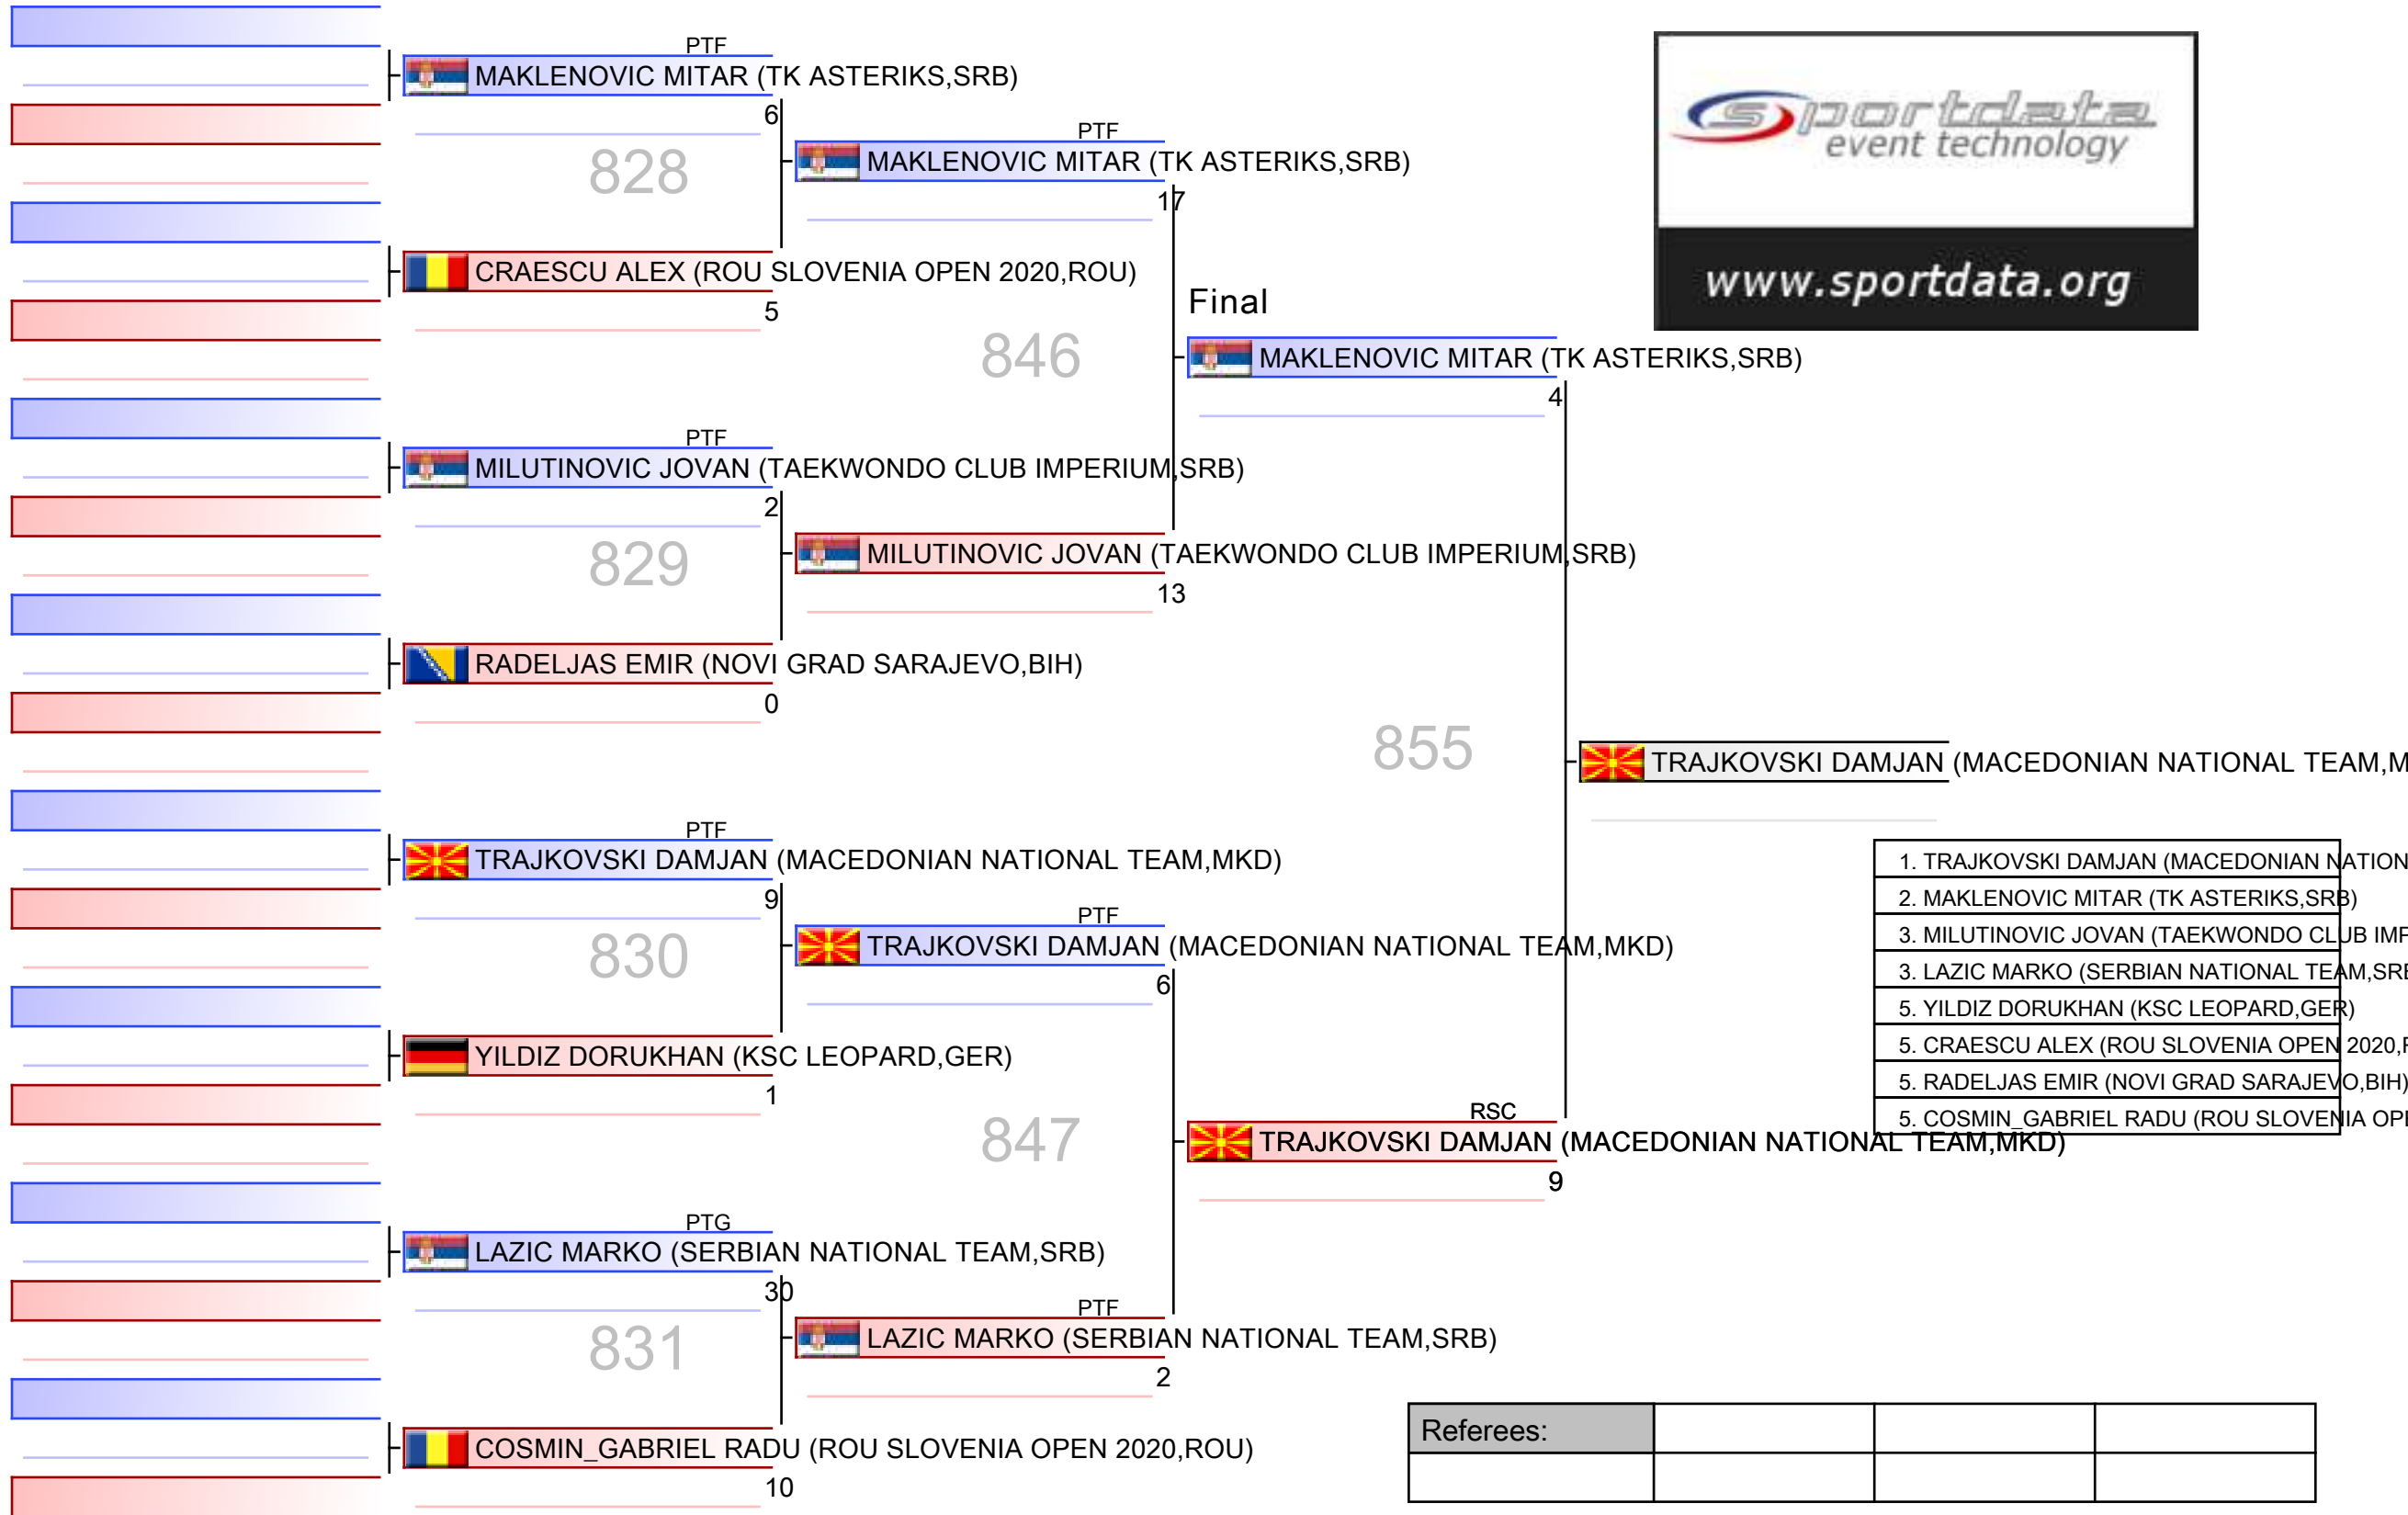 PTF
MAKLENOVIC MITAR (TK ASTERIKS,SRB)
6
828
CRAESCU ALEX (ROU SLOVENIA OPEN 2020,ROU)
5
PTF
MILUTINOVIC JOVAN (TAEKWONDO CLUB IMPERIUM,SRB)
2
829
RADELJAS EMIR (NOVI GRAD SARAJEVO,BIH)
0
PTF
TRAJKOVSKI DAMJAN (MACEDONIAN NATIONAL TEAM,MKD)
9
830
YILDIZ DORUKHAN (KSC LEOPARD,GER)
1
PTG
LAZIC MARKO (SERBIAN NATIONAL TEAM,SRB)
30
831
COSMIN_GABRIEL RADU (ROU SLOVENIA OPEN 2020,ROU)
10
PTF
MAKLENOVIC MITAR (TK ASTERIKS,SRB)
17
846
MILUTINOVIC JOVAN (TAEKWONDO CLUB IMPERIUM,SRB)
13
PTF
TRAJKOVSKI DAMJAN (MACEDONIAN NATIONAL TEAM,MKD)
6
847
PTF
LAZIC MARKO (SERBIAN NATIONAL TEAM,SRB)
2
Final
MAKLENOVIC MITAR (TK ASTERIKS,SRB)
4
855
RSC
TRAJKOVSKI DAMJAN (MACEDONIAN NATIONAL TEAM,MKD)
9
TRAJKOVSKI DAMJAN (MACEDONIAN NATIONAL TEAM,M
sportdata
event technology
www.sportdata.org
1. TRAJKOVSKI DAMJAN (MACEDONIAN NATION
2. MAKLENOVIC MITAR (TK ASTERIKS,SRB)
3. MILUTINOVIC JOVAN (TAEKWONDO CLUB IMP
3. LAZIC MARKO (SERBIAN NATIONAL TEAM,SRB
5. YILDIZ DORUKHAN (KSC LEOPARD,GER)
5. CRAESCU ALEX (ROU SLOVENIA OPEN 2020,R
5. RADELJAS EMIR (NOVI GRAD SARAJEVO,BIH)
5. COSMIN_GABRIEL RADU (ROU SLOVENIA OPE
Referees: